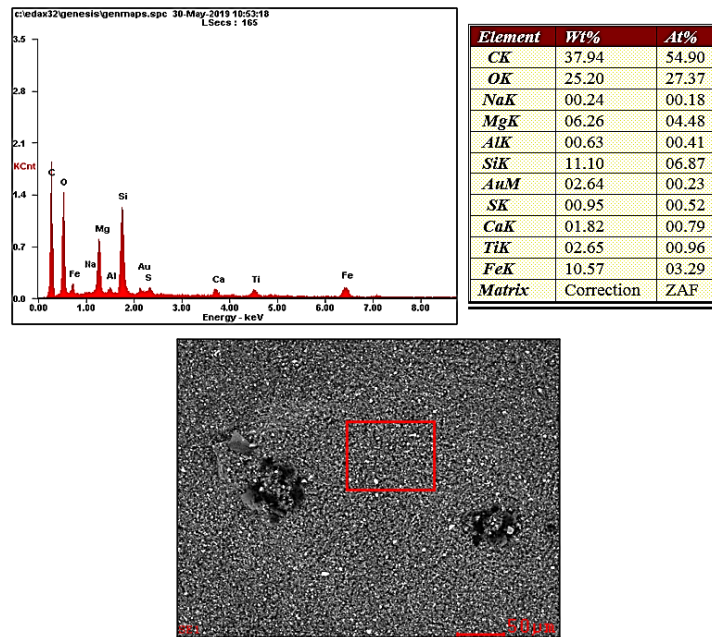 c:\edax32\genesis\genmaps.spc 30-May-2019 10:53:18
LSecs : 165
3.5
2.8
2.1
KCnt
1.4
0.7
0.0
C
O
Fe
Na
Mg
Al
Si
Au
S
Ca
Ti
Fe
0.00 1.00 2.00 3.00 4.00 5.00 6.00 7.00 8.00
Energy - keV
Element Wt% At%
CK 37.94 54.90
OK 25.20 27.37
NaK 00.24 00.18
MgK 06.26 04.48
AlK 00.63 00.41
SiK 11.10 06.87
AuM 02.64 00.23
SK 00.95 00.52
CaK 01.82 00.79
TiK 02.65 00.96
FeK 10.57 03.29
Matrix Correction ZAF
50µm